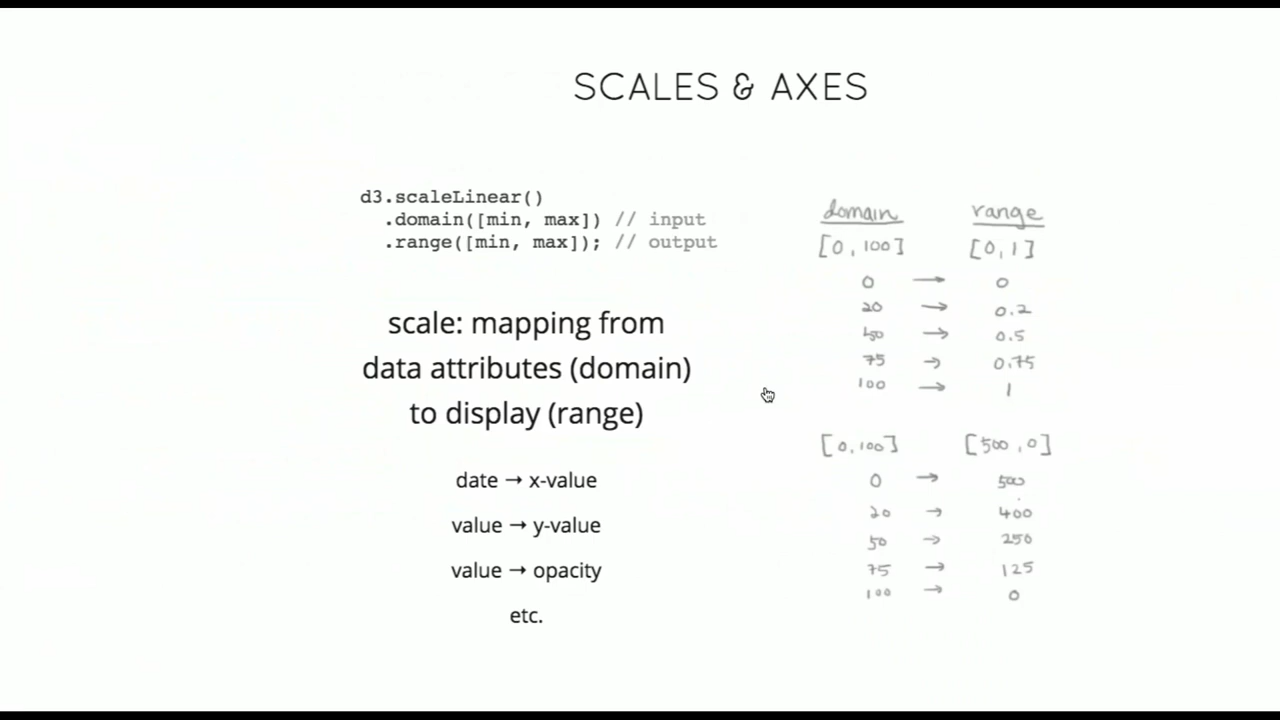 SCALES & AXES
d3.scaleLinear()
.domain([min, max]) // input
.range([min, max]); // output
scale: mapping from
data attributes (domain)
to display (range)
date → x-value
value → y-value
value → opacity
etc.
domain range
[0, 100] [0, 1]
0 → 0
20 → 0.2
50 → 0.5
75 → 0.75
100 → 1
[0, 100] [500, 0]
0 → 500
20 → 400
50 → 250
75 → 125
100 → 0